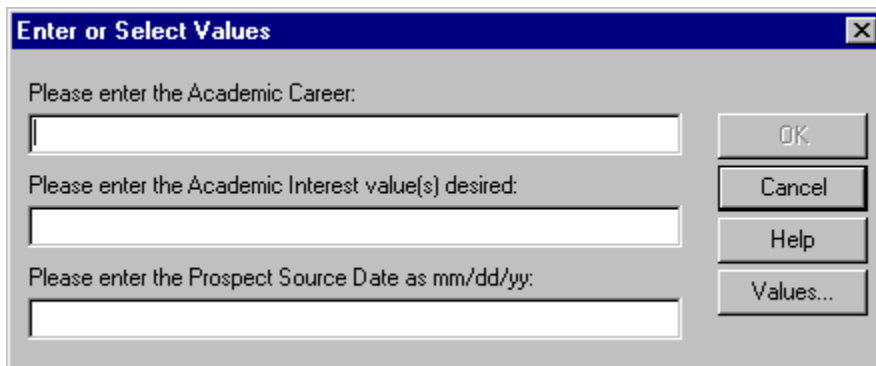 Enter or Select Values
Please enter the Academic Career:
OK
Please enter the Academic Interest value(s) desired:
Cancel
Help
Please enter the Prospect Source Date as mm/dd/yy:
Values...